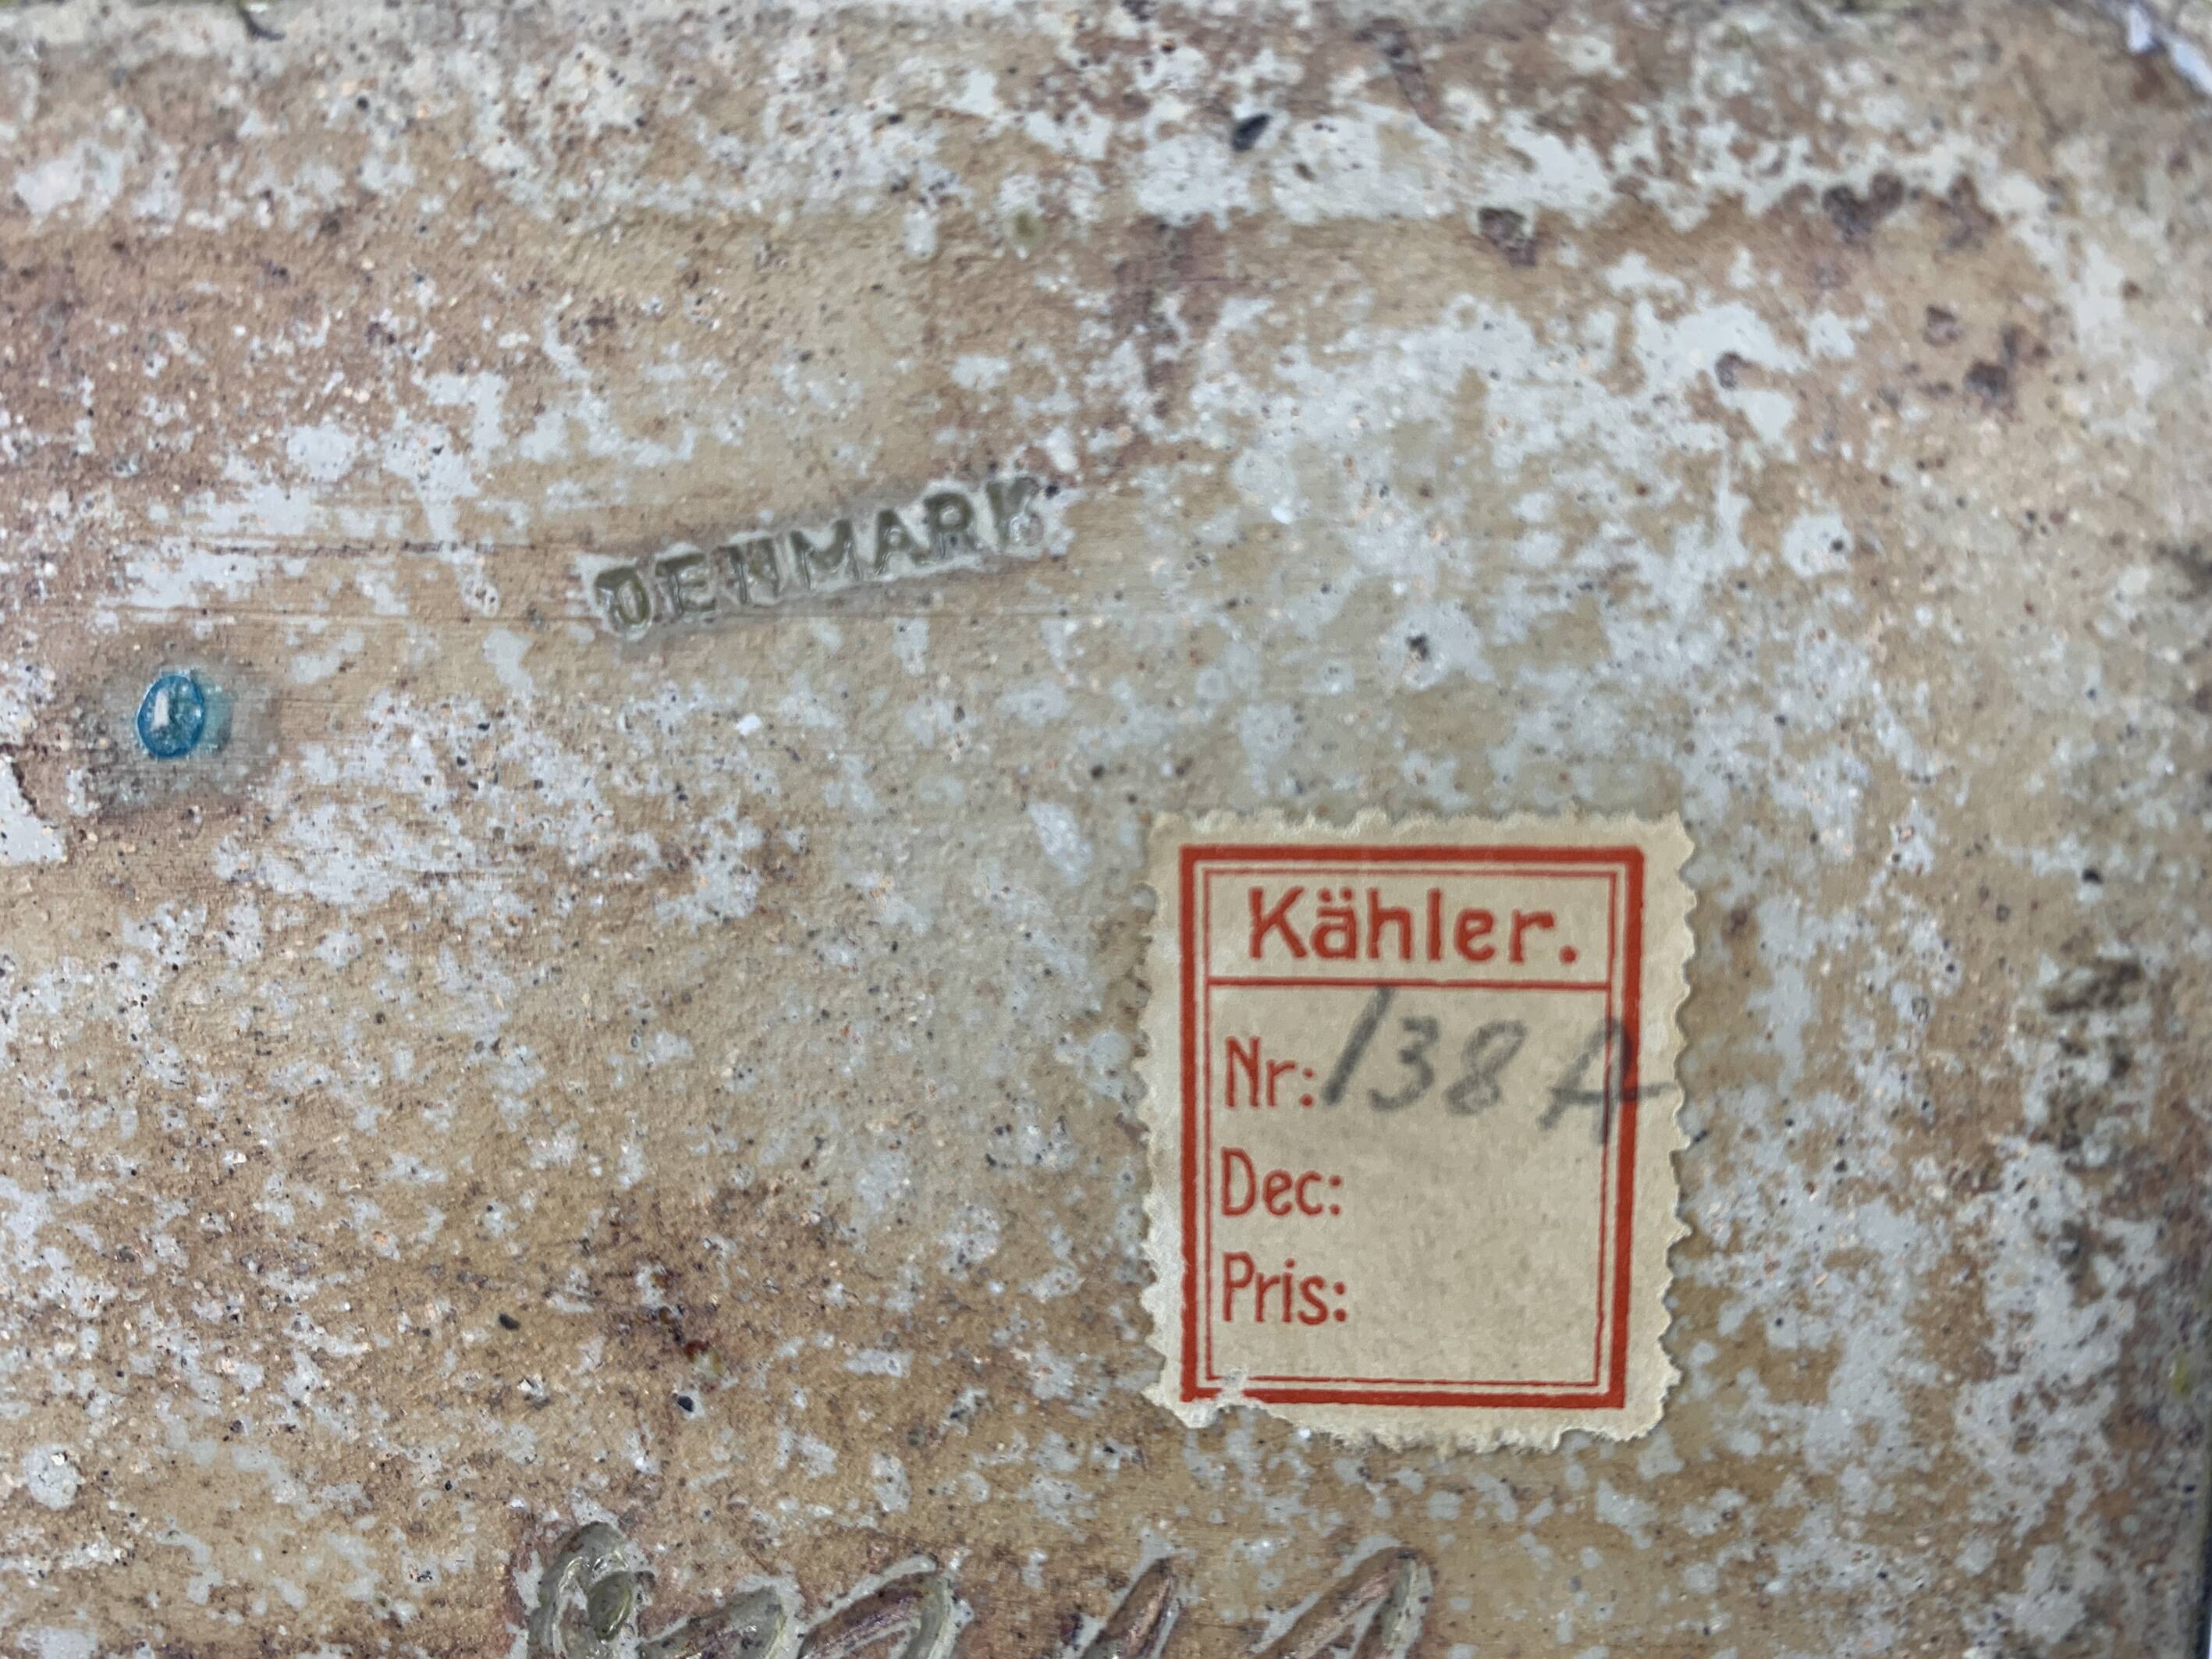 DENMARK
Kähler.
Nr: 138 A
Dec:
Pris: